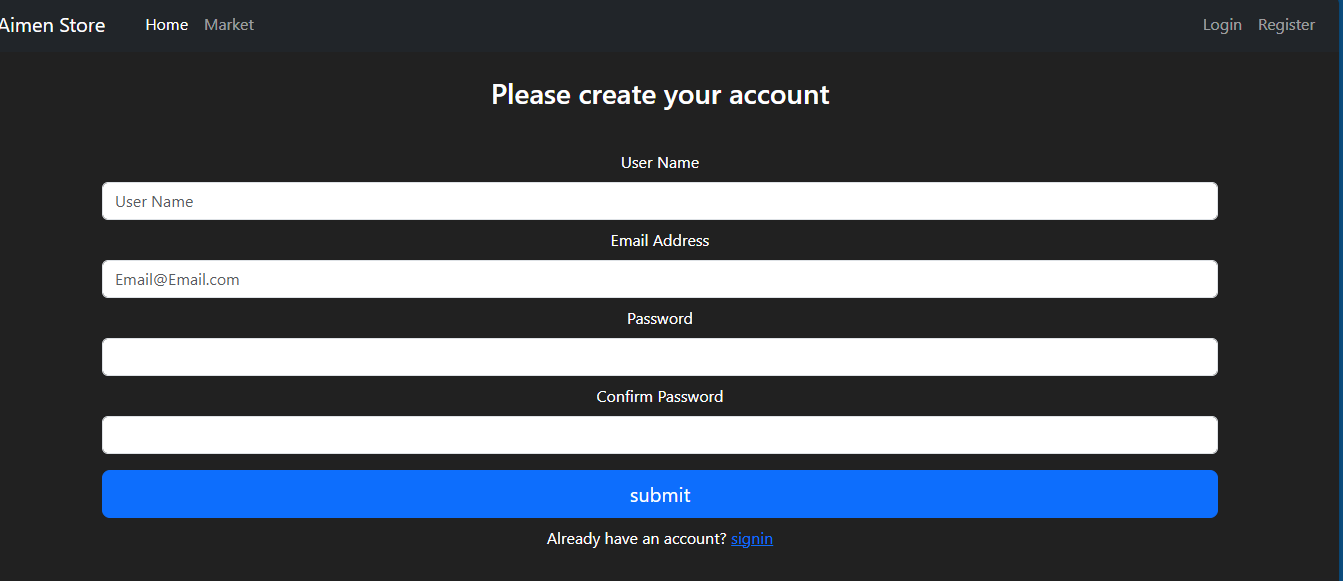 Aimen Store Home Market Login Register
Please create your account
User Name
User Name
Email Address
Email@Email.com
Password
Confirm Password
submit
Already have an account? signin